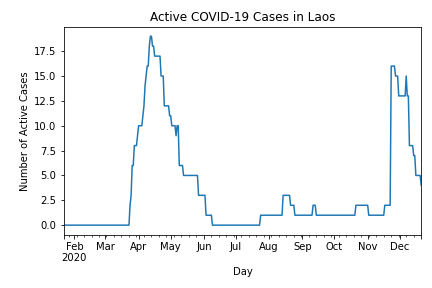 Active COVID-19 Cases in Laos
Number of Active Cases
17.5
15.0
12.5
10.0
7.5
5.0
2.5
0.0
Feb Mar Apr May Jun Jul Aug Sep Oct Nov Dec
2020
Day